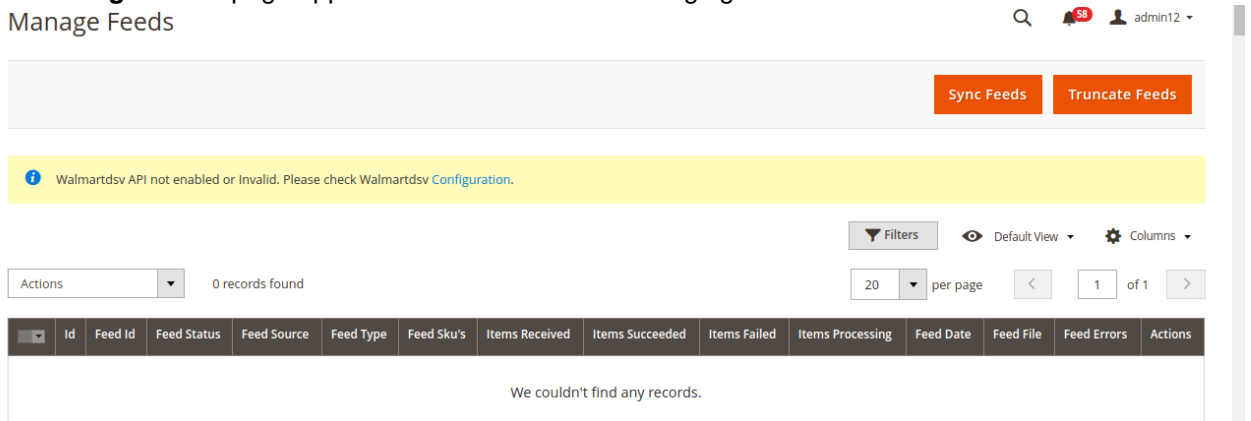 Manage Feeds
58
admin12
Sync Feeds
Truncate Feeds
Walmartdsv API not enabled or Invalid. Please check Walmartdsv Configuration.
Filters
Default View
Columns
Actions
0 records found
20
per page
1
of 1
Id
Feed Id
Feed Status
Feed Source
Feed Type
Feed Sku's
Items Received
Items Succeeded
Items Failed
Items Processing
Feed Date
Feed File
Feed Errors
Actions
We couldn't find any records.